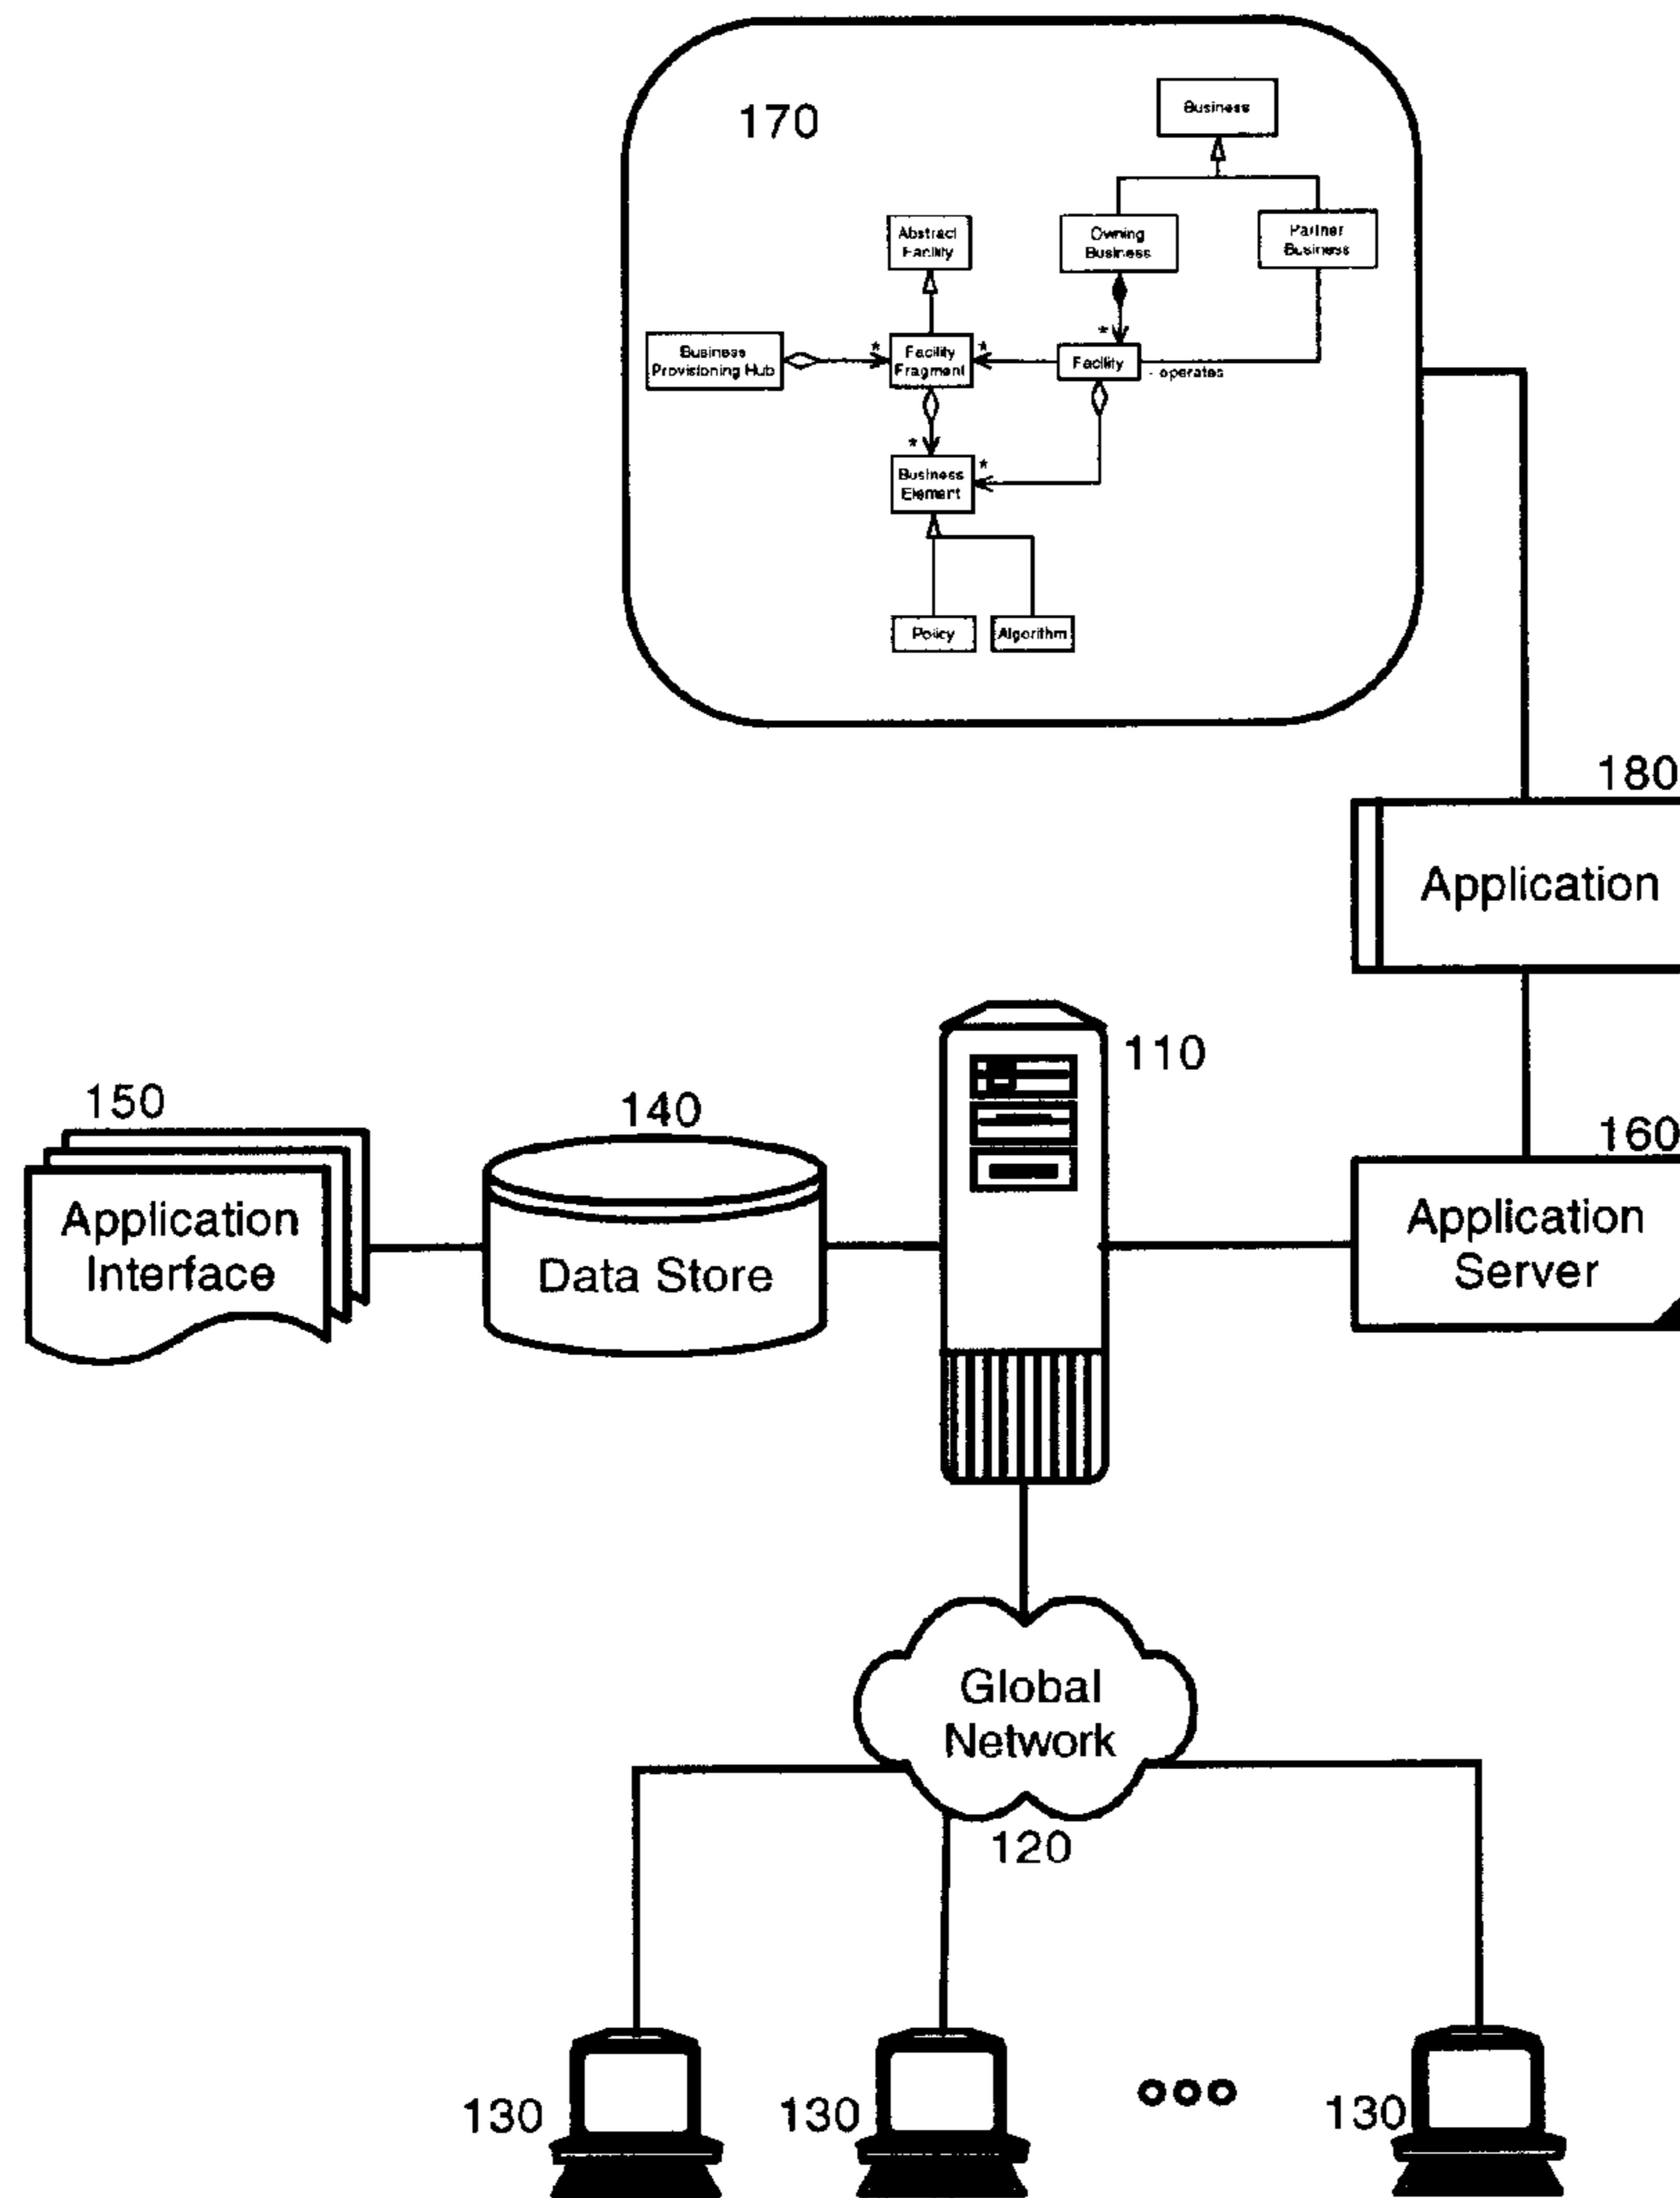 170
Business
Abstract
Facility
Owning
Business
Partner
Business
Business
Provisioning Hub
*
Facility
Fragment
*
*
Facility
- operates
*
Business
Element
*
Policy
Algorithm
180
Application
110
150
140
160
Application
Interface
Data Store
Application
Server
Global
Network
120
130
130
130